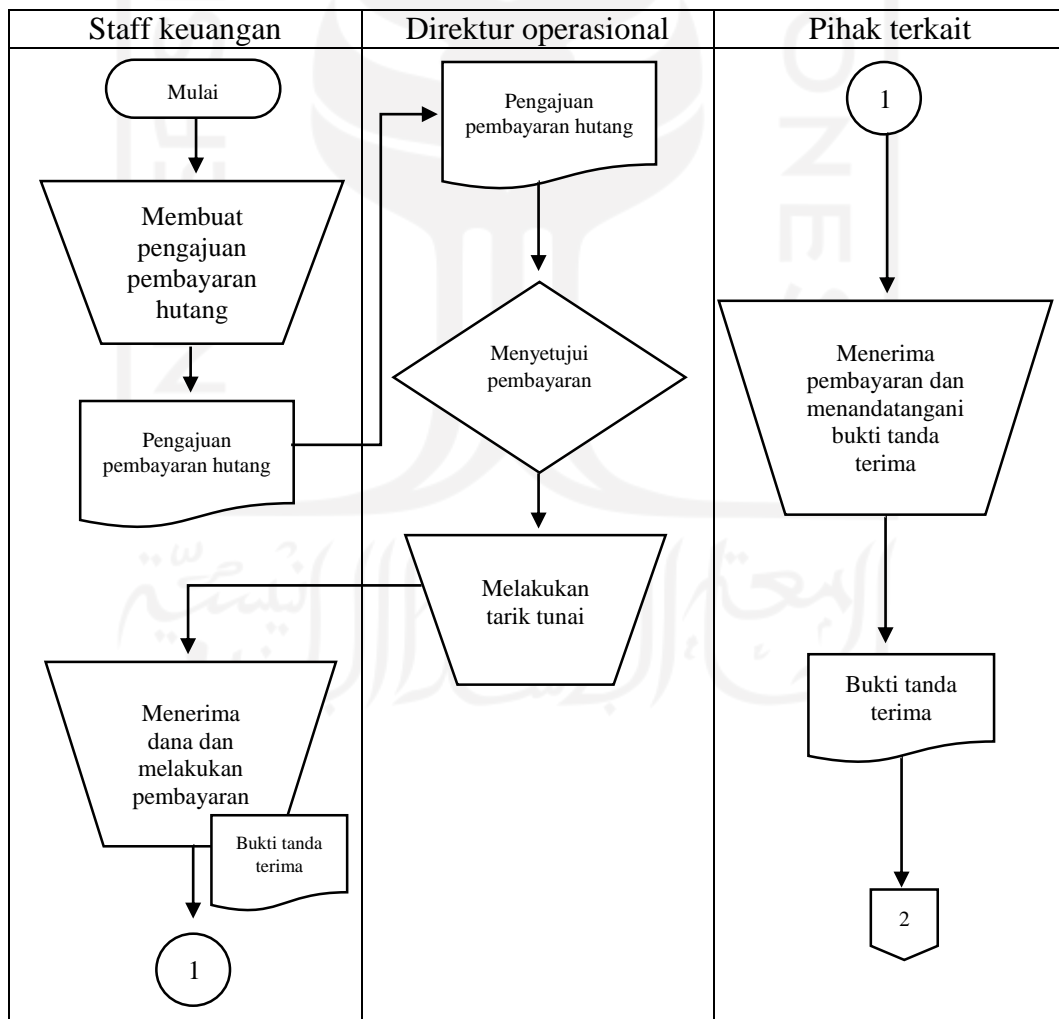 Staff keuangan
Direktur operasional
Pihak terkait
Mulai
Membuat
pengajuan
pembayaran
hutang
Pengajuan
pembayaran hutang
Menerima
dana dan
melakukan
pembayaran
Bukti tanda
terima
1
Pengajuan
pembayaran hutang
Menyetujui
pembayaran
Melakukan
tarik tunai
1
Menerima
pembayaran dan
menandatangani
bukti tanda
terima
Bukti tanda
terima
2